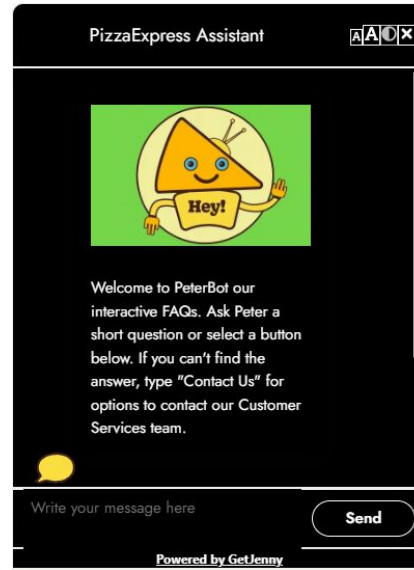 PizzaExpress Assistant
A A
Hey!
Welcome to PeterBot our
interactive FAQs. Ask Peter a
short question or select a button
below. If you can't find the
answer, type "Contact Us" for
options to contact our Customer
Services team.
Write your message here
Send
Powered by GetJenny